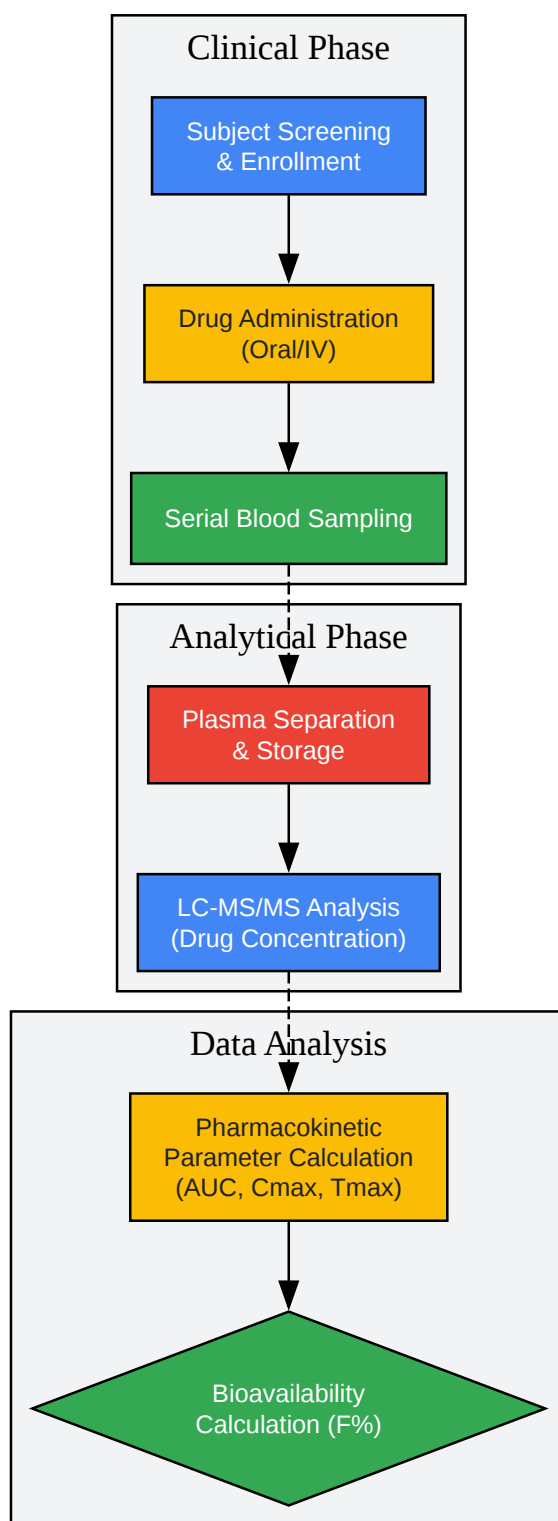 Clinical Phase
Subject Screening
& Enrollment
Drug Administration
(Oral/IV)
Serial Blood Sampling
Analytical Phase
Plasma Separation
& Storage
LC-MS/MS Analysis
(Drug Concentration)
Data Analysis
Pharmacokinetic
Parameter Calculation
(AUC, Cmax, Tmax)
Bioavailability
Calculation (F%)